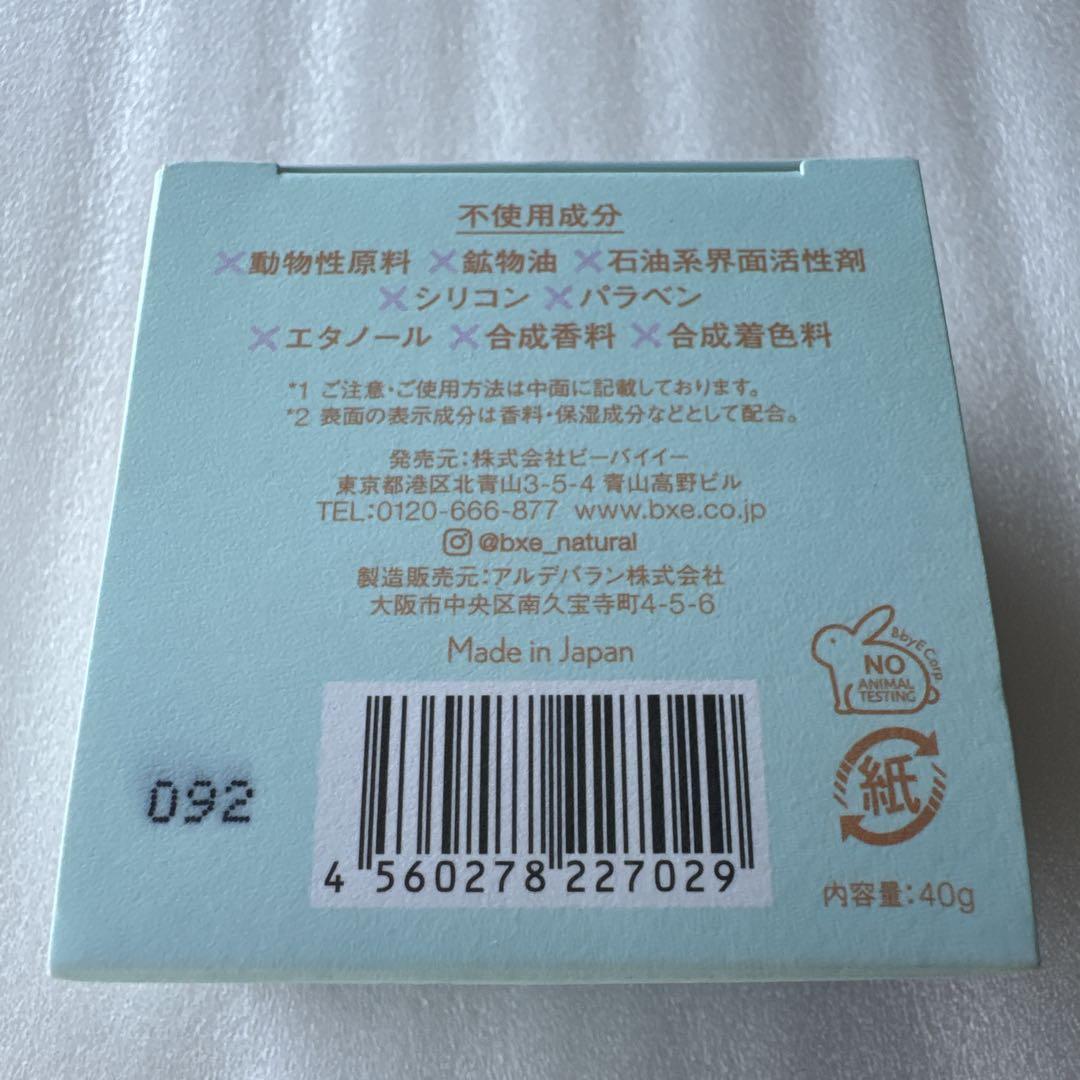 不使用成分
×動物性原料 ×鉱物油 ×石油系界面活性剤
×シリコン ×パラベン
×エタノール ×合成香料 ×合成着色料
*1 ご注意・ご使用方法は中面に記載しております。
*2 表面の表示成分は香料・保湿成分などとして配合。
発売元:株式会社ビーバイイー
東京都港区北青山3-5-4 青山高野ビル
TEL:0120-666-877 www.bxe.co.jp
@bxe_natural
製造販売元:アルデバラン株式会社
大阪市中央区南久宝寺町4-5-6
Made in Japan
BbyE Corp.
NO
ANIMAL
TESTING
紙
092
4 560278 227029
内容量:40g